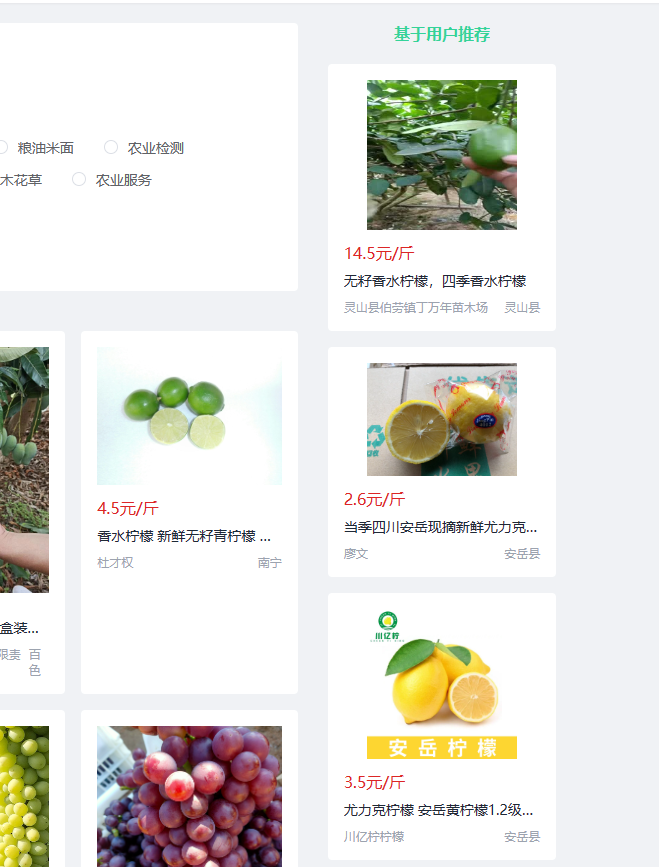 基于用户推荐
粮油米面
农业检测
木花草
农业服务
14.5元/斤
无籽香水柠檬，四季香水柠檬
灵山县伯劳镇丁万年苗木场
灵山县
盒装...
限责
百
色
4.5元/斤
香水柠檬 新鲜无籽青柠檬 ...
杜才权
南宁
2.6元/斤
当季四川安岳现摘新鲜尤力克...
廖文
安岳县
川亿柠
安岳柠檬
3.5元/斤
尤力克柠檬 安岳黄柠檬1.2级...
川亿柠柠檬
安岳县